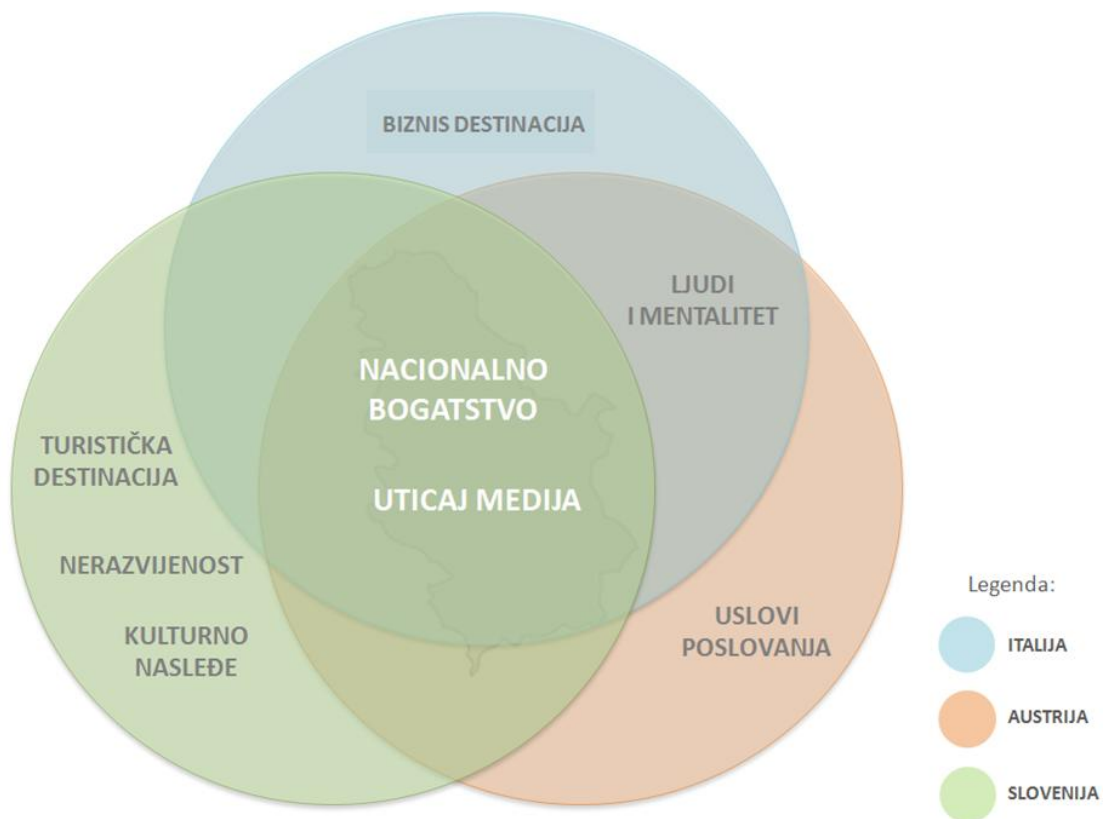 BIZNIS DESTINACIJA
LJUDI
I MENTALITET
NACIONALNO
BOGATSTVO
UTICAJ MEDIJA
TURISTIČKA
DESTINACIJA
NERAZVIJENOST
KULTURNO
NASLEĐE
USLOVI
POSLOVANJA
Legenda:
ITALIJA
AUSTRIJA
SLOVENIJA